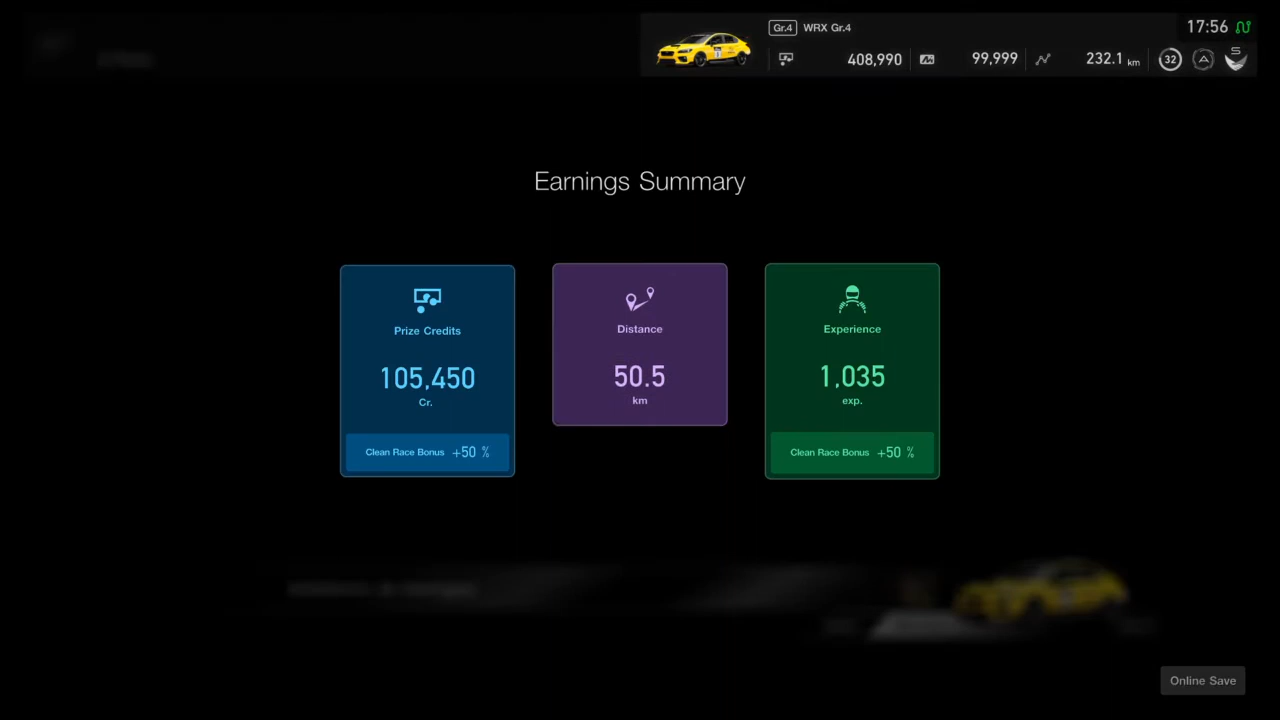 Gr.4 WRX Gr.4
17:56
408,990 99,999 232.1 km 32 A S
Earnings Summary
Prize Credits
105,450
Cr.
Clean Race Bonus +50 %
Distance
50.5
km
Experience
1,035
exp.
Clean Race Bonus +50 %
Online Save